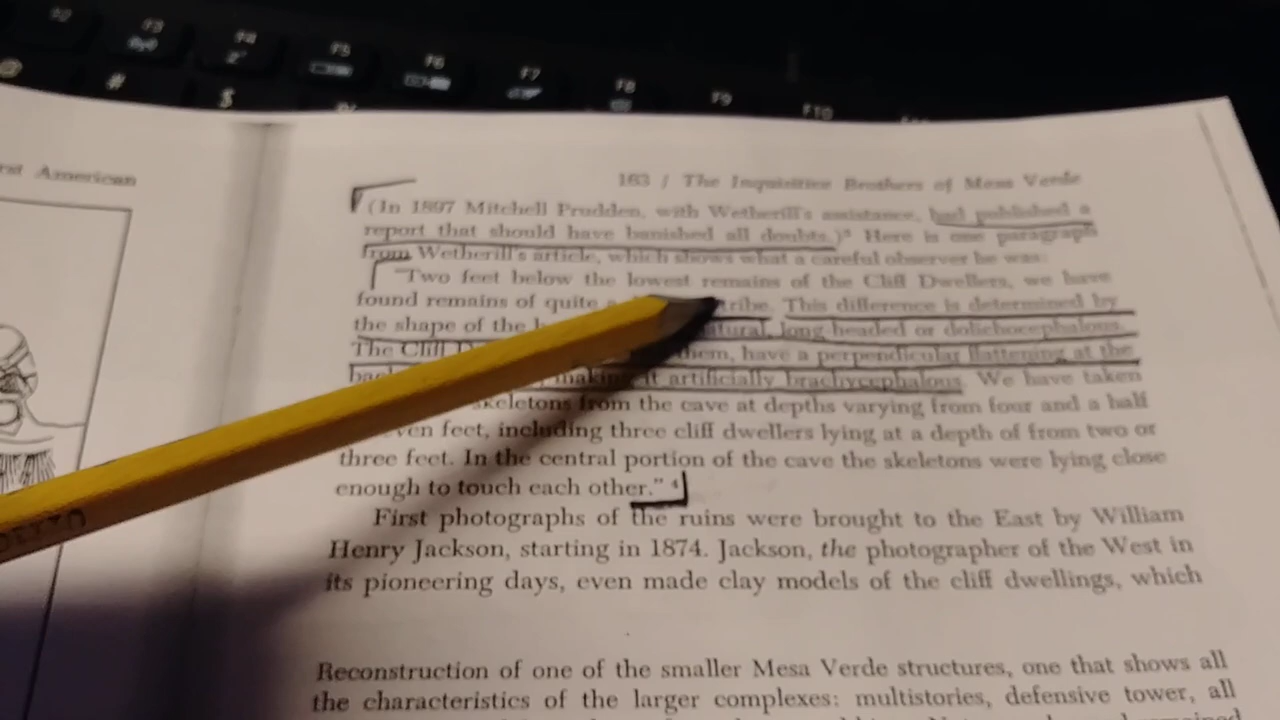 F2 F3 F4 F5 F6 F7 F8 F9 F10
@ # $
American
163 / The Inquisitive Brothers of Mesa Verde
(In 1897 Mitchell Prudden, with Wetherill's assistance, had published a
report that should have banished all doubts.)³ Here is one paragraph
from Wetherill's article, which shows what a careful observer he was:
"Two feet below the lowest remains of the Cliff Dwellers, we have
found remains of quite tribe. This difference is determined by
the shape of the long headed or dolichocephalous.
The Cliff have a perpendicular flattening at the
making it artificially brachycephalous. We have taken
skeletons from the cave at depths varying from four and a half
feet, including three cliff dwellers lying at a depth of from two or
three feet. In the central portion of the cave the skeletons were lying close
enough to touch each other." ⁴
First photographs of the ruins were brought to the East by William
Henry Jackson, starting in 1874. Jackson, the photographer of the West in
its pioneering days, even made clay models of the cliff dwellings, which
Reconstruction of one of the smaller Mesa Verde structures, one that shows all
the characteristics of the larger complexes: multistories, defensive tower, all